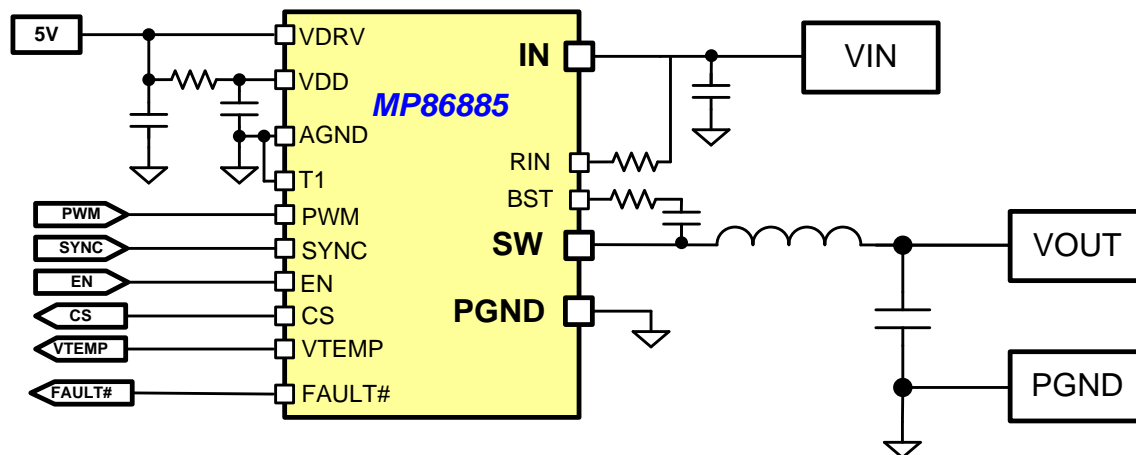 5V
VDRV
VDD
AGND
T1
PWM
PWM
SYNC
SYNC
EN
EN
CS
CS
VTEMP
VTEMP
FAULT#
FAULT#
MP86885
IN
VIN
RIN
BST
SW
VOUT
PGND
PGND